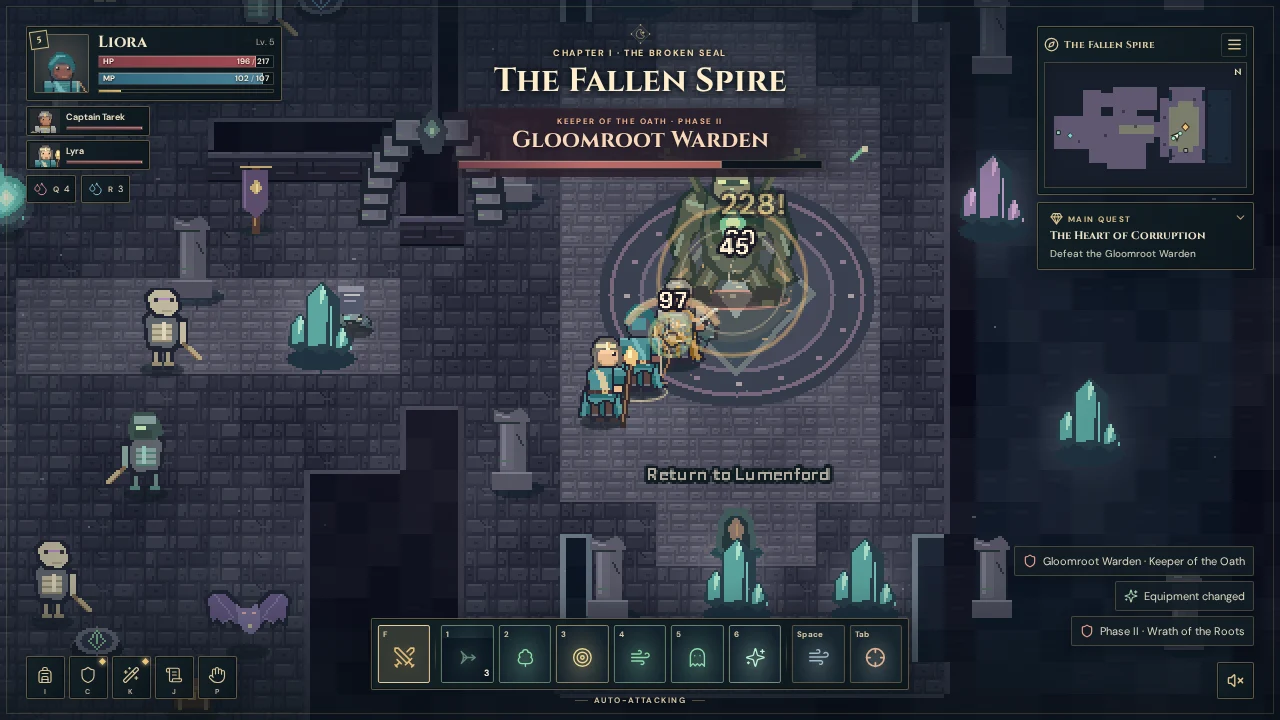 5
LIORA
Lv. 5
HP
196 / 217
MP
102 / 107
Captain Tarek
Lyra
Q 4
R 3
CHAPTER I · THE BROKEN SEAL
THE FALLEN SPIRE
KEEPER OF THE OATH · PHASE II
GLOOMROOT WARDEN
THE FALLEN SPIRE
N
MAIN QUEST
THE HEART OF CORRUPTION
Defeat the Gloomroot Warden
228!
45
97
Return to Lumenford
Gloomroot Warden · Keeper of the Oath
Equipment changed
Phase II · Wrath of the Roots
F
1
3
2
3
4
5
6
Space
Tab
I
C
K
J
P
AUTO-ATTACKING